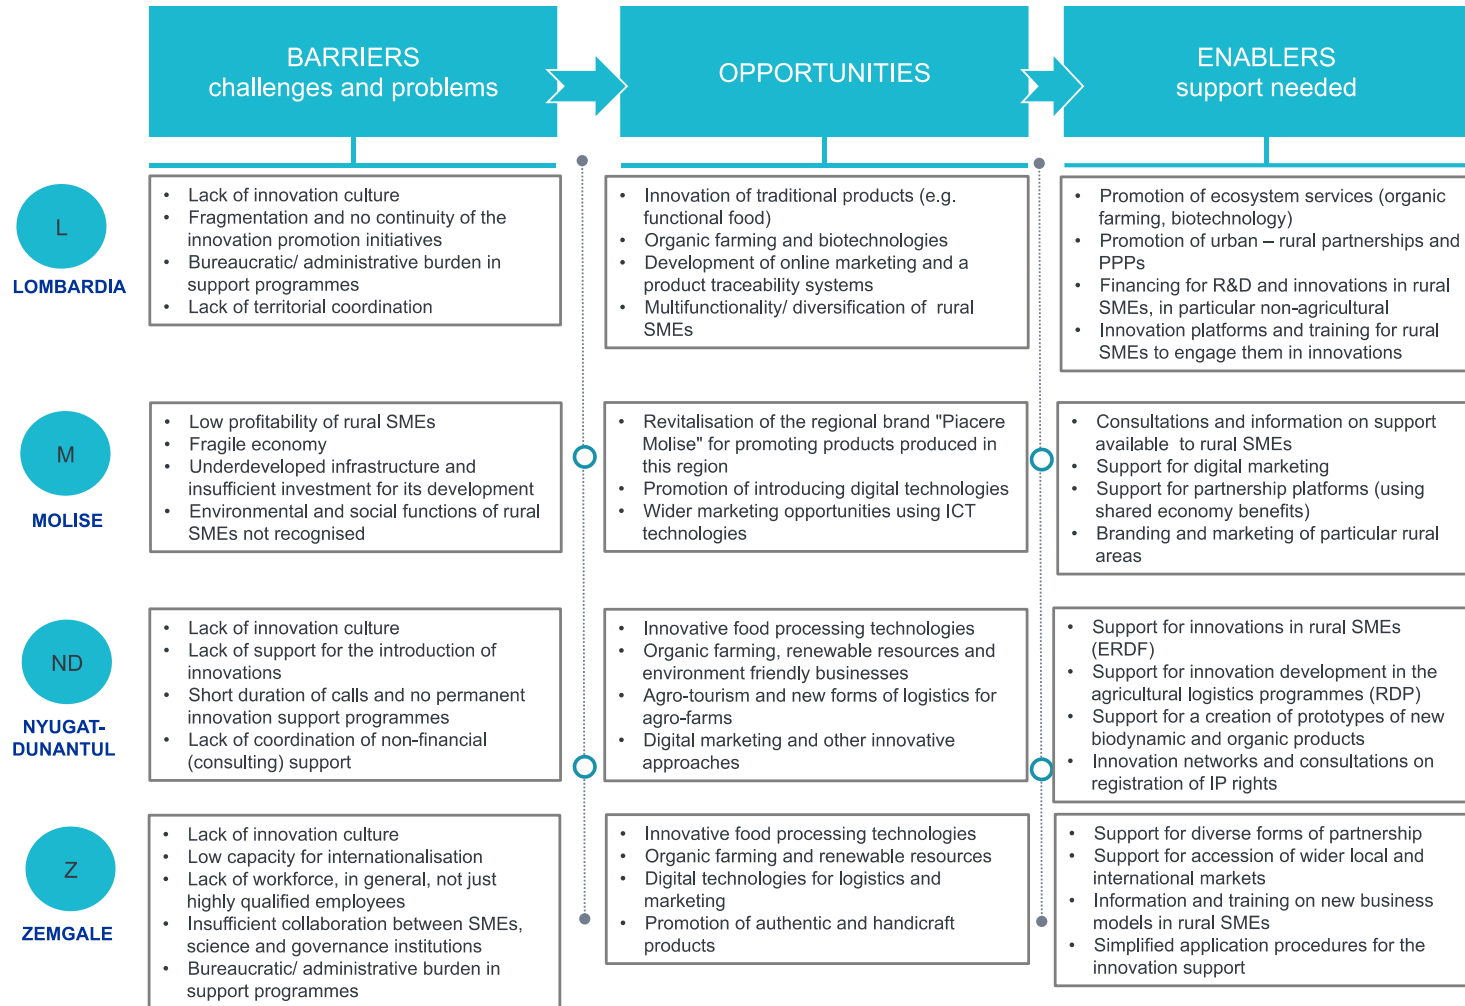 BARRIERS
challenges and problems
OPPORTUNITIES
ENABLERS
support needed
L
LOMBARDIA
• Lack of innovation culture
• Fragmentation and no continuity of the
innovation promotion initiatives
• Bureaucratic/ administrative burden in
support programmes
• Lack of territorial coordination
• Innovation of traditional products (e.g.
functional food)
• Organic farming and biotechnologies
• Development of online marketing and a
product traceability systems
• Multifunctionality/ diversification of rural
SMEs
• Promotion of ecosystem services (organic
farming, biotechnology)
• Promotion of urban – rural partnerships and
PPPs
• Financing for R&D and innovations in rural
SMEs, in particular non-agricultural
• Innovation platforms and training for rural
SMEs to engage them in innovations
M
MOLISE
• Low profitability of rural SMEs
• Fragile economy
• Underdeveloped infrastructure and
insufficient investment for its development
• Environmental and social functions of rural
SMEs not recognised
• Revitalisation of the regional brand "Piacere
Molise" for promoting products produced in
this region
• Promotion of introducing digital technologies
• Wider marketing opportunities using ICT
technologies
• Consultations and information on support
available to rural SMEs
• Support for digital marketing
• Support for partnership platforms (using
shared economy benefits)
• Branding and marketing of particular rural
areas
ND
NYUGAT-
DUNANTUL
• Lack of innovation culture
• Lack of support for the introduction of
innovations
• Short duration of calls and no permanent
innovation support programmes
• Lack of coordination of non-financial
(consulting) support
• Innovative food processing technologies
• Organic farming, renewable resources and
environment friendly businesses
• Agro-tourism and new forms of logistics for
agro-farms
• Digital marketing and other innovative
approaches
• Support for innovations in rural SMEs
(ERDF)
• Support for innovation development in the
agricultural logistics programmes (RDP)
• Support for a creation of prototypes of new
biodynamic and organic products
• Innovation networks and consultations on
registration of IP rights
Z
ZEMGALE
• Lack of innovation culture
• Low capacity for internationalisation
• Lack of workforce, in general, not just
highly qualified employees
• Insufficient collaboration between SMEs,
science and governance institutions
• Bureaucratic/ administrative burden in
support programmes
• Innovative food processing technologies
• Organic farming and renewable resources
• Digital technologies for logistics and
marketing
• Promotion of authentic and handicraft
products
• Support for diverse forms of partnership
• Support for accession of wider local and
international markets
• Information and training on new business
models in rural SMEs
• Simplified application procedures for the
innovation support